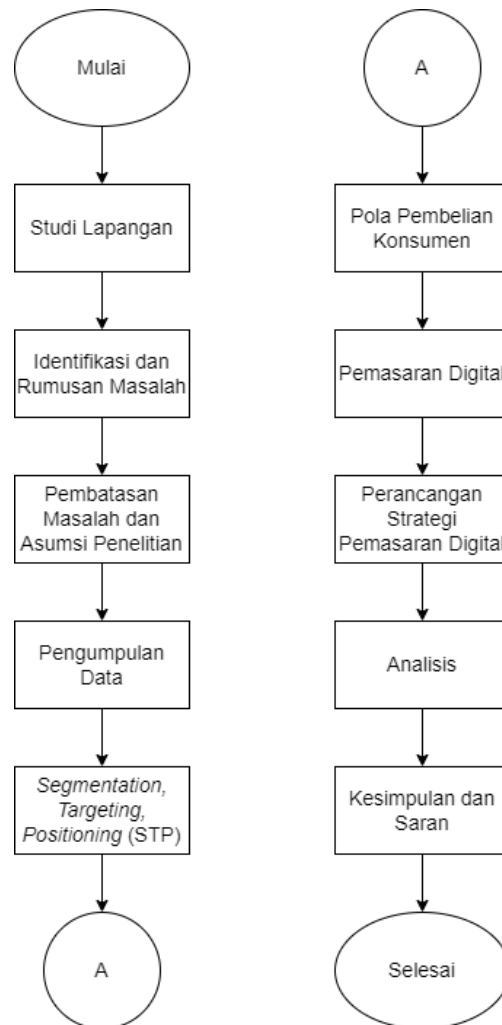 Mulai
Studi Lapangan
Identifikasi dan
Rumusan Masalah
Pembatasan
Masalah dan
Asumsi Penelitian
Pengumpulan
Data
Segmentation,
Targeting,
Positioning (STP)
A
A
Pola Pembelian
Konsumen
Pemasaran Digital
Perancangan
Strategi
Pemasaran Digital
Analisis
Kesimpulan dan
Saran
Selesai